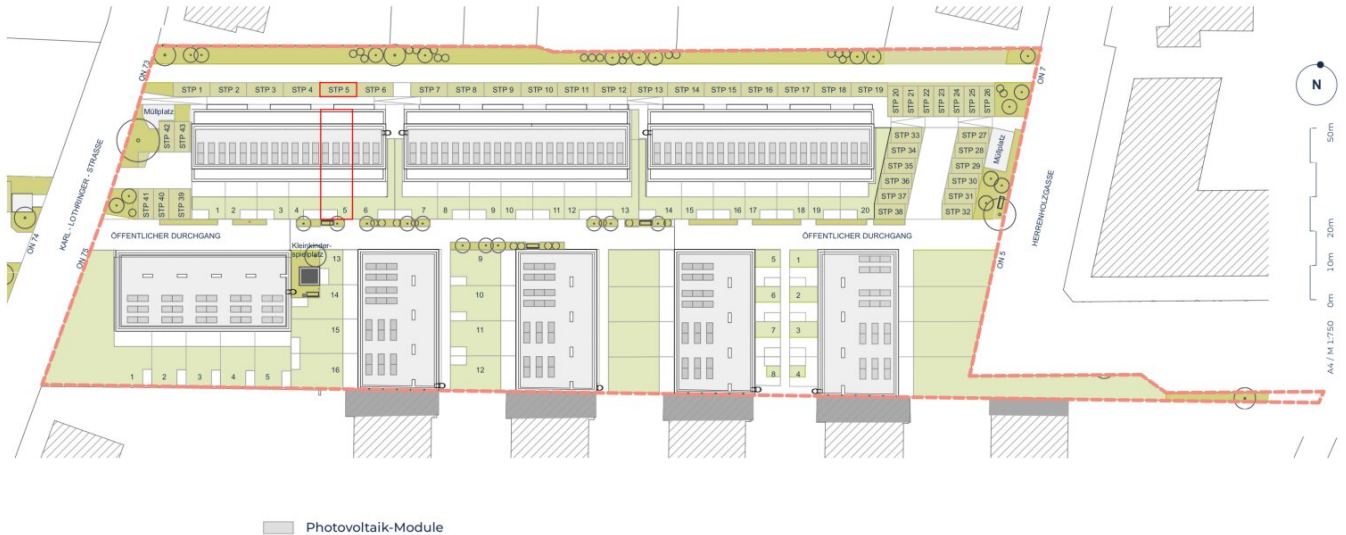 ON 73
ON 7
STP 1 STP 2 STP 3 STP 4 STP 5 STP 6 STP 7 STP 8 STP 9 STP 10 STP 11 STP 12 STP 13 STP 14 STP 15 STP 16 STP 17 STP 18 STP 19
STP 20
STP 21
STP 22
STP 23
STP 24
STP 25
STP 26
N
Müllplatz
STP 42
STP 43
STP 33
STP 34
STP 35
STP 36
STP 37
STP 38
STP 27
STP 28
STP 29
STP 30
STP 31
STP 32
Müllplatz
50m
20m
10m
0m
A4 / M 1:750
KARL - LOTHRINGER - STRASSE
HERRENHOLZGASSE
STP 41
STP 40
STP 39
1 2 3 4 5 6 7 8 9 10 11 12 13 14 15 16 17 18 19 20
ON 74
ON 75
ON 5
ÖFFENTLICHER DURCHGANG
ÖFFENTLICHER DURCHGANG
Kleinkinder-
spielplatz
13
14
15
16
9
10
11
12
5 1
6 2
7 3
8 4
1 2 3 4 5
Photovoltaik-Module